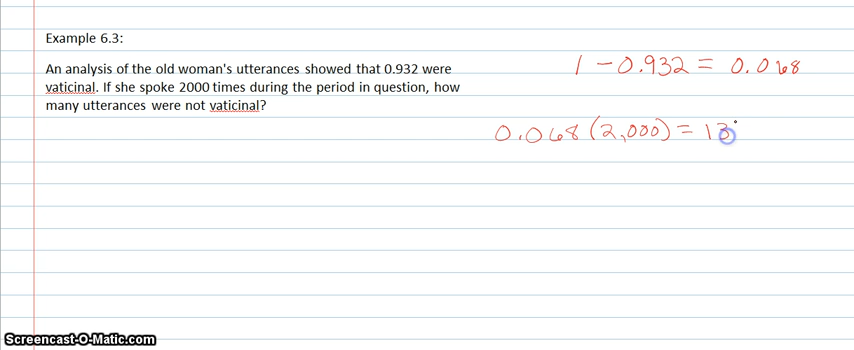 Example 6.3:
1 - 0.932 = 0.068
An analysis of the old woman's utterances showed that 0.932 were
vaticinal. If she spoke 2000 times during the period in question, how
many utterances were not vaticinal?
0.068 (2,000) = 13
Screencast-O-Matic.com